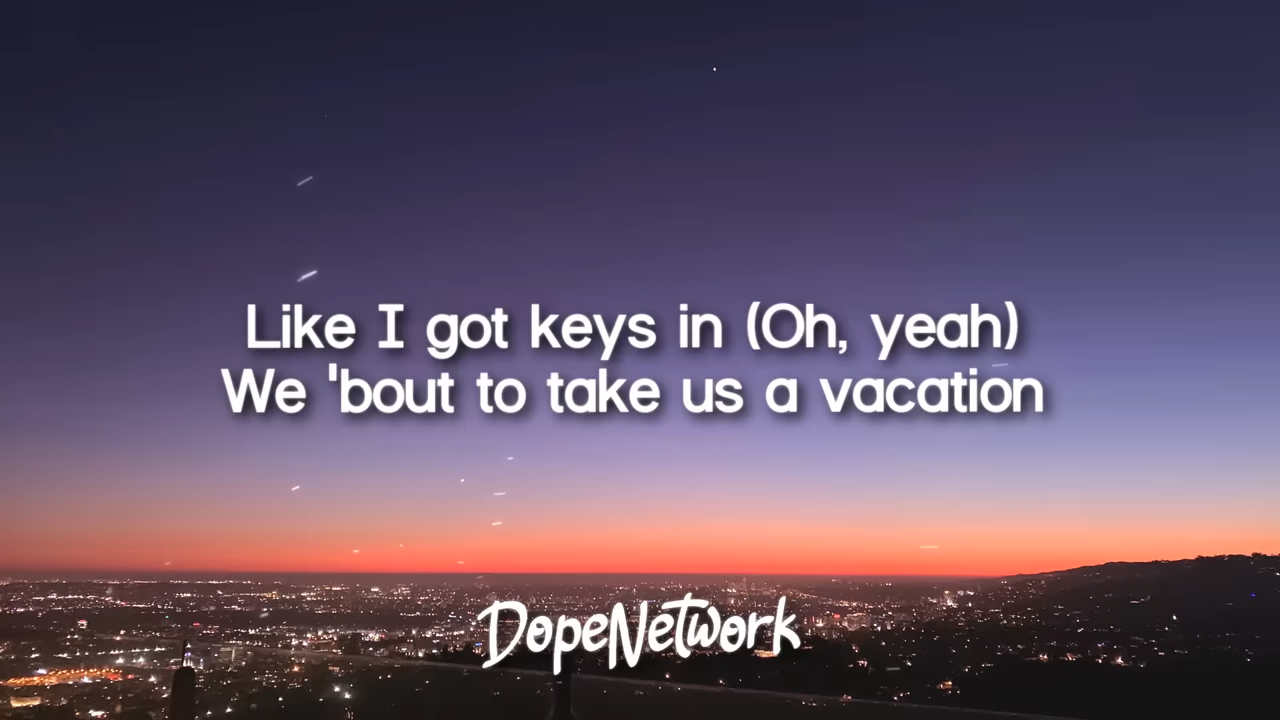 Like I got keys in (Oh, yeah)
We 'bout to take us a vacation
DopeNetwork